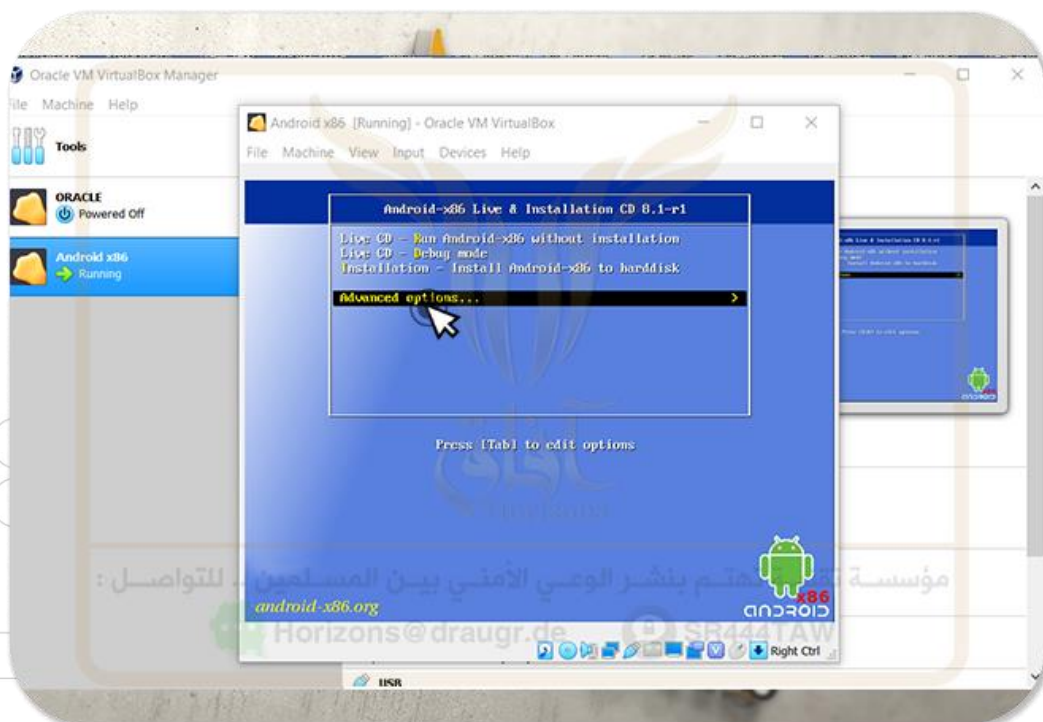 Oracle VM VirtualBox Manager
File Machine Help
Tools
ORACLE
Powered Off
Android x86
Running
Android x86 [Running] - Oracle VM VirtualBox
File Machine View Input Devices Help
Android-x86 Live & Installation CD 8.1-r1
Live CD - Run Android-x86 without installation
Live CD - Debug mode
Installation - Install Android-x86 to harddisk
Advanced options... >
Press [Tab] to edit options
آفاق
android-x86.org
x86
ANDROID
مؤسسة تقنية تهتم بنشر الوعي الأمني بين المسلمين .. للتواصل :
Horizons@draugr.de
SR444TAW
Right Ctrl
USB